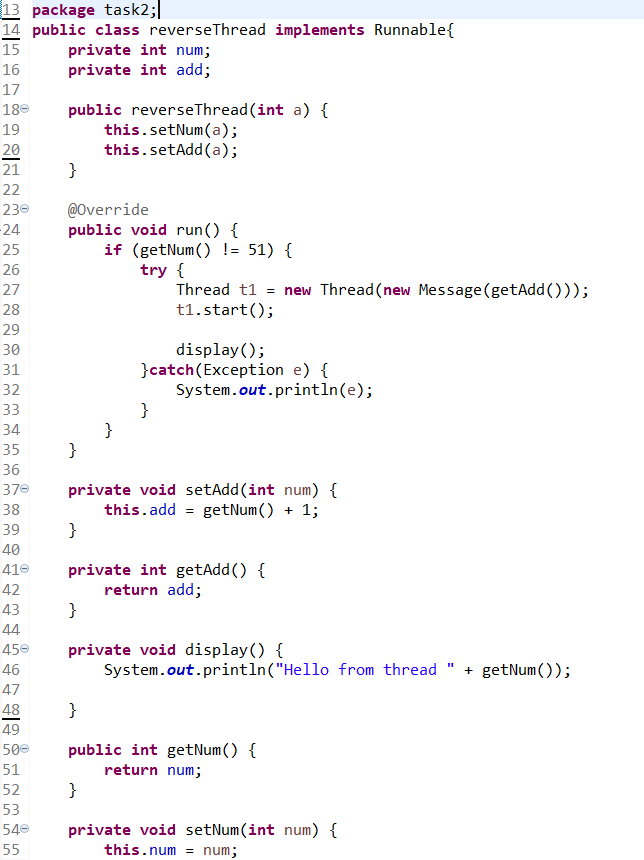 13 package task2;
14 public class reverseThread implements Runnable{
15     private int num;
16     private int add;
17
18     public reverseThread(int a) {
19         this.setNum(a);
20         this.setAdd(a);
21     }
22
23     @Override
24     public void run() {
25         if (getNum() != 51) {
26             try {
27                 Thread t1 = new Thread(new Message(getAdd()));
28                 t1.start();
29
30                 display();
31             }catch(Exception e) {
32                 System.out.println(e);
33             }
34         }
35     }
36
37     private void setAdd(int num) {
38         this.add = getNum() + 1;
39     }
40
41     private int getAdd() {
42         return add;
43     }
44
45     private void display() {
46         System.out.println("Hello from thread " + getNum());
47
48     }
49
50     public int getNum() {
51         return num;
52     }
53
54     private void setNum(int num) {
55         this.num = num;